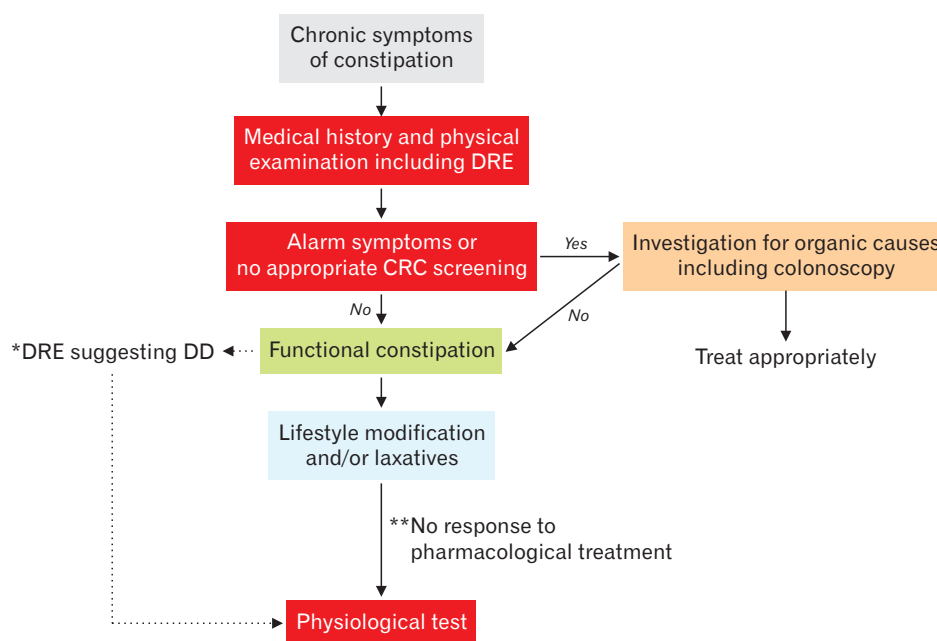 Chronic symptoms
of constipation
Medical history and physical
examination including DRE
Alarm symptoms or
no appropriate CRC screening
Yes
Investigation for organic causes
including colonoscopy
No
No
*DRE suggesting DD
Functional constipation
Treat appropriately
Lifestyle modification
and/or laxatives
**No response to
pharmacological treatment
Physiological test